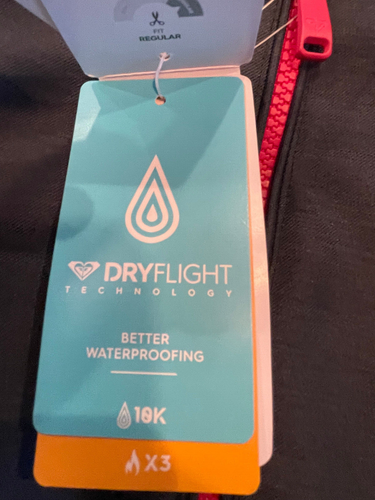 FIT
REGULAR
DRYFLIGHT
TECHNOLOGY
BETTER
WATERPROOFING
10K
X3